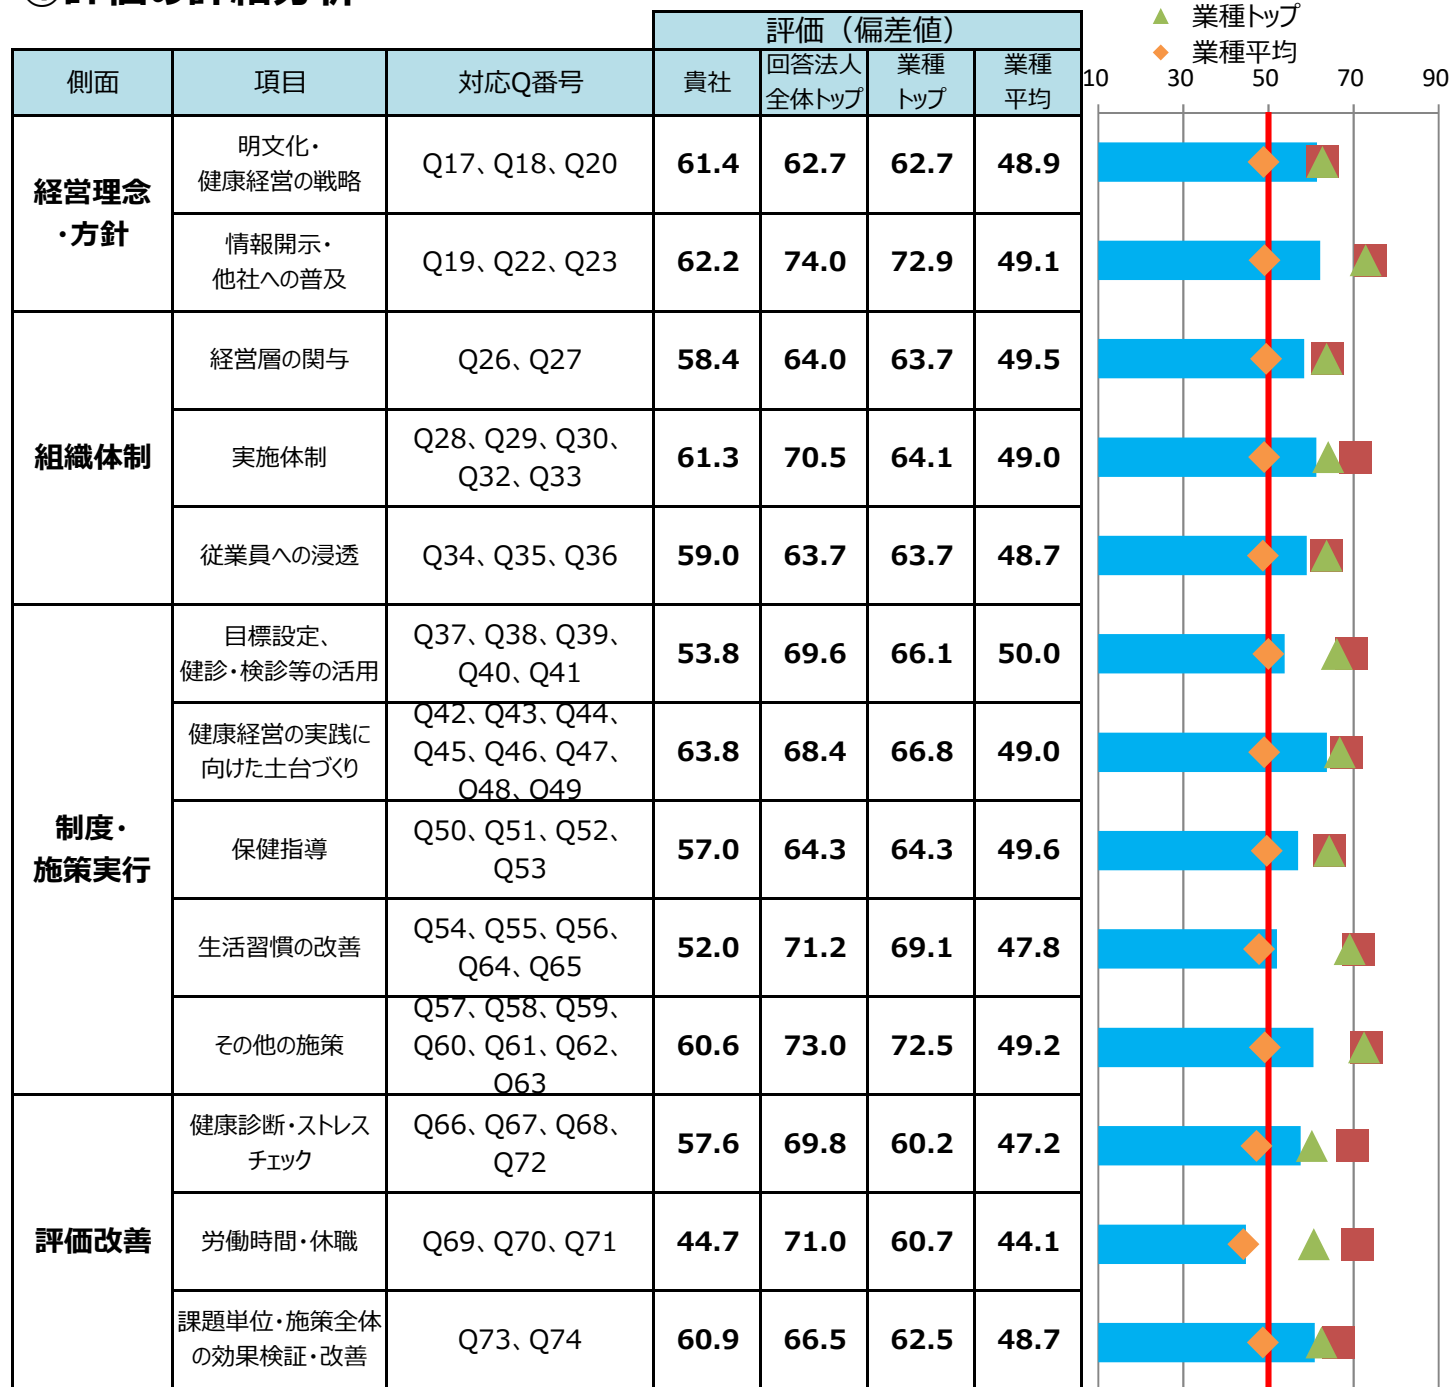 評価（偏差値）
▲ 業種トップ
◆ 業種平均
側面 項目 対応Q番号 貴社 回答法人全体トップ 業種トップ 業種平均
10 30 50 70 90
経営理念・方針
明文化・
健康経営の戦略
Q17、Q18、Q20
61.4 62.7 62.7 48.9
情報開示・
他社への普及
Q19、Q22、Q23
62.2 74.0 72.9 49.1
組織体制
経営層の関与
Q26、Q27
58.4 64.0 63.7 49.5
実施体制
Q28、Q29、Q30、
Q32、Q33
61.3 70.5 64.1 49.0
従業員への浸透
Q34、Q35、Q36
59.0 63.7 63.7 48.7
制度・
施策実行
目標設定、
健診・検診等の活用
Q37、Q38、Q39、
Q40、Q41
53.8 69.6 66.1 50.0
健康経営の実践に
向けた土台づくり
Q42、Q43、Q44、
Q45、Q46、Q47、
Q48、Q49
63.8 68.4 66.8 49.0
保健指導
Q50、Q51、Q52、
Q53
57.0 64.3 64.3 49.6
生活習慣の改善
Q54、Q55、Q56、
Q64、Q65
52.0 71.2 69.1 47.8
その他の施策
Q57、Q58、Q59、
Q60、Q61、Q62、
Q63
60.6 73.0 72.5 49.2
評価改善
健康診断・ストレス
チェック
Q66、Q67、Q68、
Q72
57.6 69.8 60.2 47.2
労働時間・休職
Q69、Q70、Q71
44.7 71.0 60.7 44.1
課題単位・施策全体
の効果検証・改善
Q73、Q74
60.9 66.5 62.5 48.7